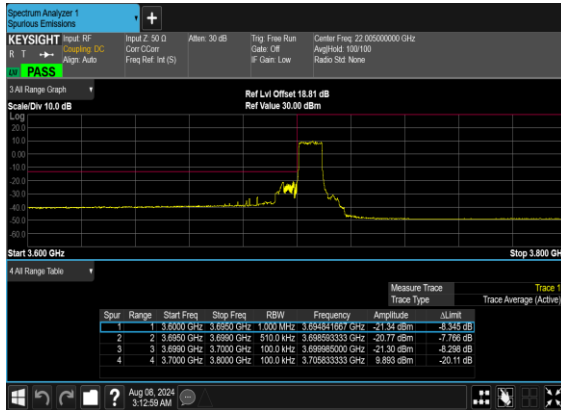 Spectrum Analyzer 1
Spurious Emissions
KEYSIGHT Input: RF Input Z: 50 Ω Atten: 30 dB Trig: Free Run Center Freq: 22.005000000 GHz
R T Coupling: DC Corr CCorr Gate: Off Avg|Hold: 100/100
Align: Auto Freq Ref: Int (S) IF Gain: Low Radio Std: None
LXI PASS
3 All Range Graph
Ref Lvl Offset 18.81 dB
Scale/Div 10.0 dB Ref Value 30.00 dBm
Log
20.0
10.0
0.00
-10.0
-20.0
-30.0
-40.0
-50.0
-60.0
Start 3.600 GHz Stop 3.800 GHz
4 All Range Table
Measure Trace Trace 1
Trace Type Trace Average (Active)
Spur Range Start Freq Stop Freq RBW Frequency Amplitude ΔLimit
1 1 3.6000 GHz 3.6950 GHz 1.000 MHz 3.694841667 GHz -21.34 dBm -8.345 dB
2 2 3.6950 GHz 3.6990 GHz 510.0 kHz 3.698593333 GHz -20.77 dBm -7.766 dB
3 3 3.6990 GHz 3.7000 GHz 100.0 kHz 3.699985000 GHz -21.30 dBm -8.298 dB
4 4 3.7000 GHz 3.8000 GHz 100.0 kHz 3.705833333 GHz 9.893 dBm -20.11 dB
Aug 08, 2024
3:12:59 AM